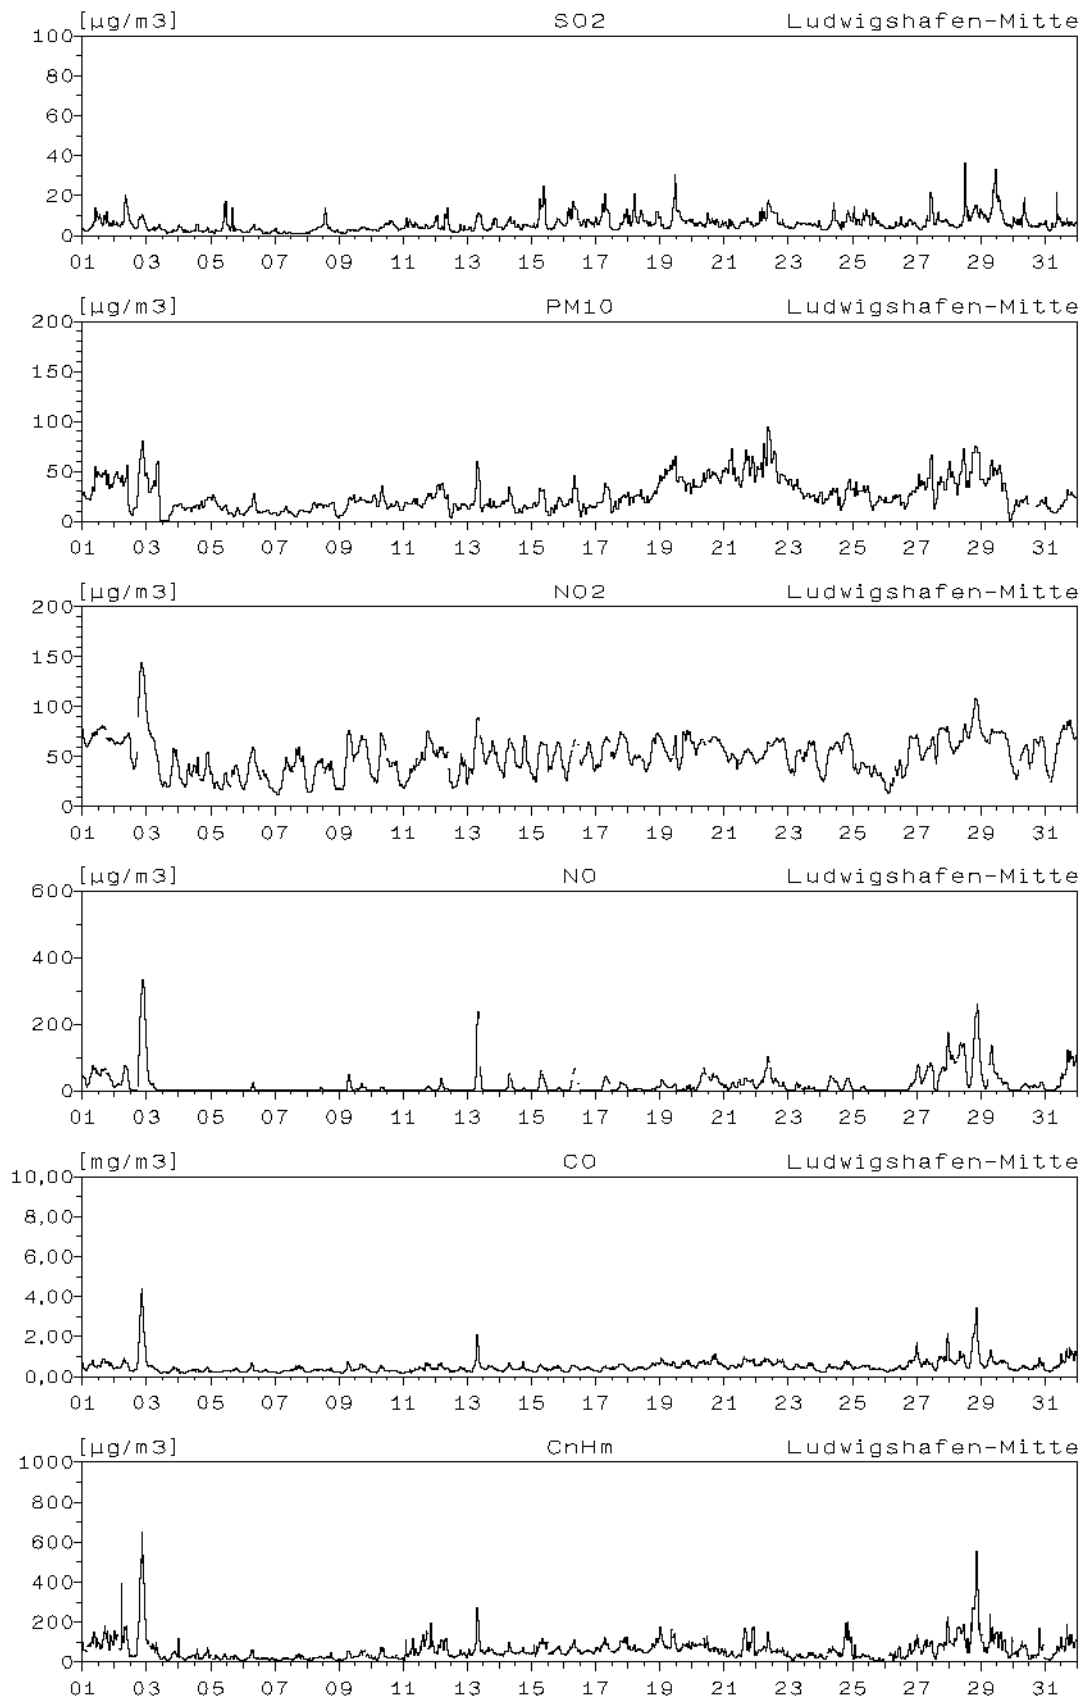 [µg/m3] SO2 Ludwigshafen-Mitte
100
80
60
40
20
0
01 03 05 07 09 11 13 15 17 19 21 23 25 27 29 31
[µg/m3] PM10 Ludwigshafen-Mitte
200
150
100
50
0
01 03 05 07 09 11 13 15 17 19 21 23 25 27 29 31
[µg/m3] NO2 Ludwigshafen-Mitte
200
150
100
50
0
01 03 05 07 09 11 13 15 17 19 21 23 25 27 29 31
[µg/m3] NO Ludwigshafen-Mitte
600
400
200
0
01 03 05 07 09 11 13 15 17 19 21 23 25 27 29 31
[mg/m3] CO Ludwigshafen-Mitte
10,00
8,00
6,00
4,00
2,00
0,00
01 03 05 07 09 11 13 15 17 19 21 23 25 27 29 31
[µg/m3] CnHm Ludwigshafen-Mitte
1000
800
600
400
200
0
01 03 05 07 09 11 13 15 17 19 21 23 25 27 29 31